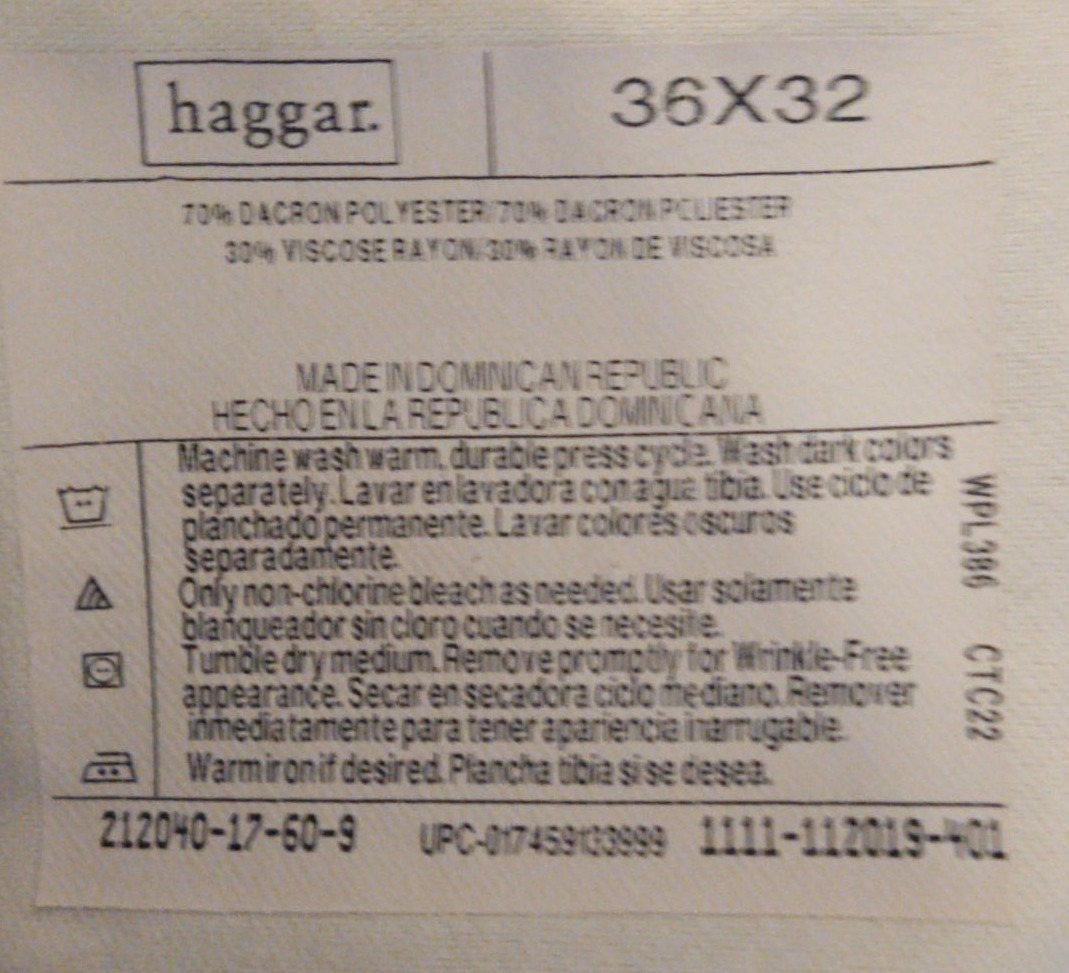 haggar.
36X32
70% DACRON POLYESTER/70% DACRON POLIESTER
30% VISCOSE RAYON/30% RAYON DE VISCOSA
MADE IN DOMINICAN REPUBLIC
HECHO EN LA REPUBLICA DOMINICANA
Machine wash warm, durable press cycle. Wash dark colors
separately. Lavar en lavadora con agua tibia. Use ciclo de
planchado permanente. Lavar colores oscuros
separadamente.
Only non-chlorine bleach as needed. Usar solamente
blanqueador sin cloro cuando se necesite.
Tumble dry medium. Remove promptly for Wrinkle-Free
appearance. Secar en secadora ciclo mediano. Remover
inmediatamente para tener apariencia inarrugable.
Warm iron if desired. Plancha tibia si se desea.
WPL386
CTC22
212040-17-60-9 UPC-017459133999 1111-112019-401